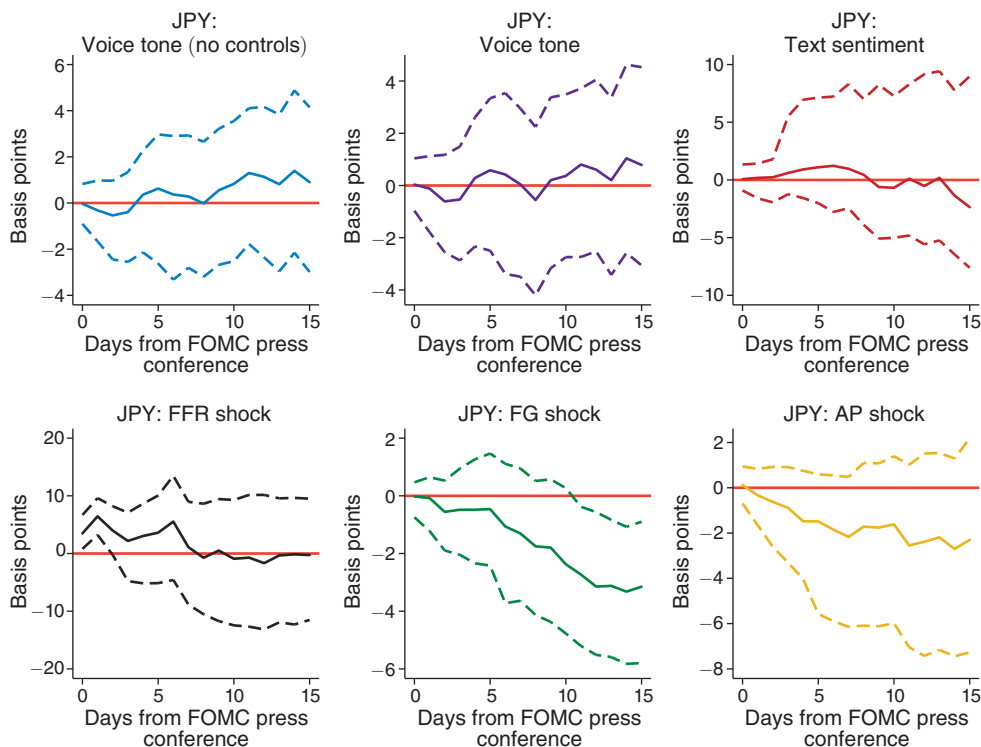 JPY:
Voice tone (no controls)
Basis points
6
4
2
0
−2
−4
0 5 10 15
Days from FOMC press
conference
JPY:
Voice tone
Basis points
4
2
0
−2
−4
0 5 10 15
Days from FOMC press
conference
JPY:
Text sentiment
Basis points
10
5
0
−5
−10
0 5 10 15
Days from FOMC press
conference
JPY: FFR shock
Basis points
20
10
0
−10
−20
0 5 10 15
Days from FOMC press
conference
JPY: FG shock
Basis points
2
0
−2
−4
−6
0 5 10 15
Days from FOMC press
conference
JPY: AP shock
Basis points
2
0
−2
−4
−6
−8
0 5 10 15
Days from FOMC press
conference